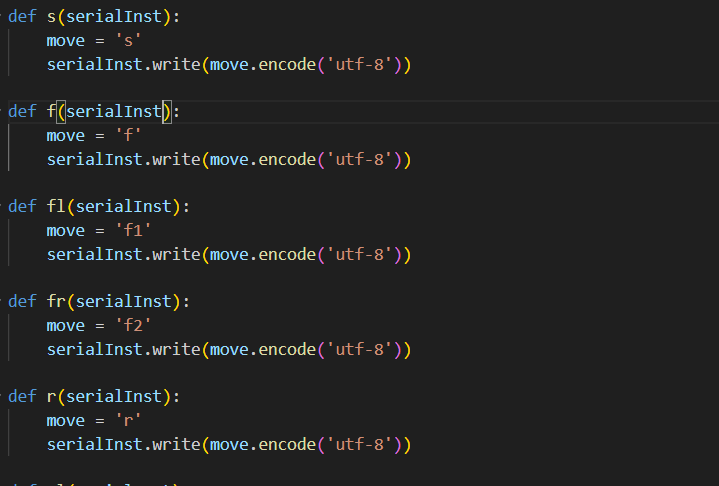 def s(serialInst):
    move = 's'
    serialInst.write(move.encode('utf-8'))
def f(serialInst):
    move = 'f'
    serialInst.write(move.encode('utf-8'))
def fl(serialInst):
    move = 'f1'
    serialInst.write(move.encode('utf-8'))
def fr(serialInst):
    move = 'f2'
    serialInst.write(move.encode('utf-8'))
def r(serialInst):
    move = 'r'
    serialInst.write(move.encode('utf-8'))